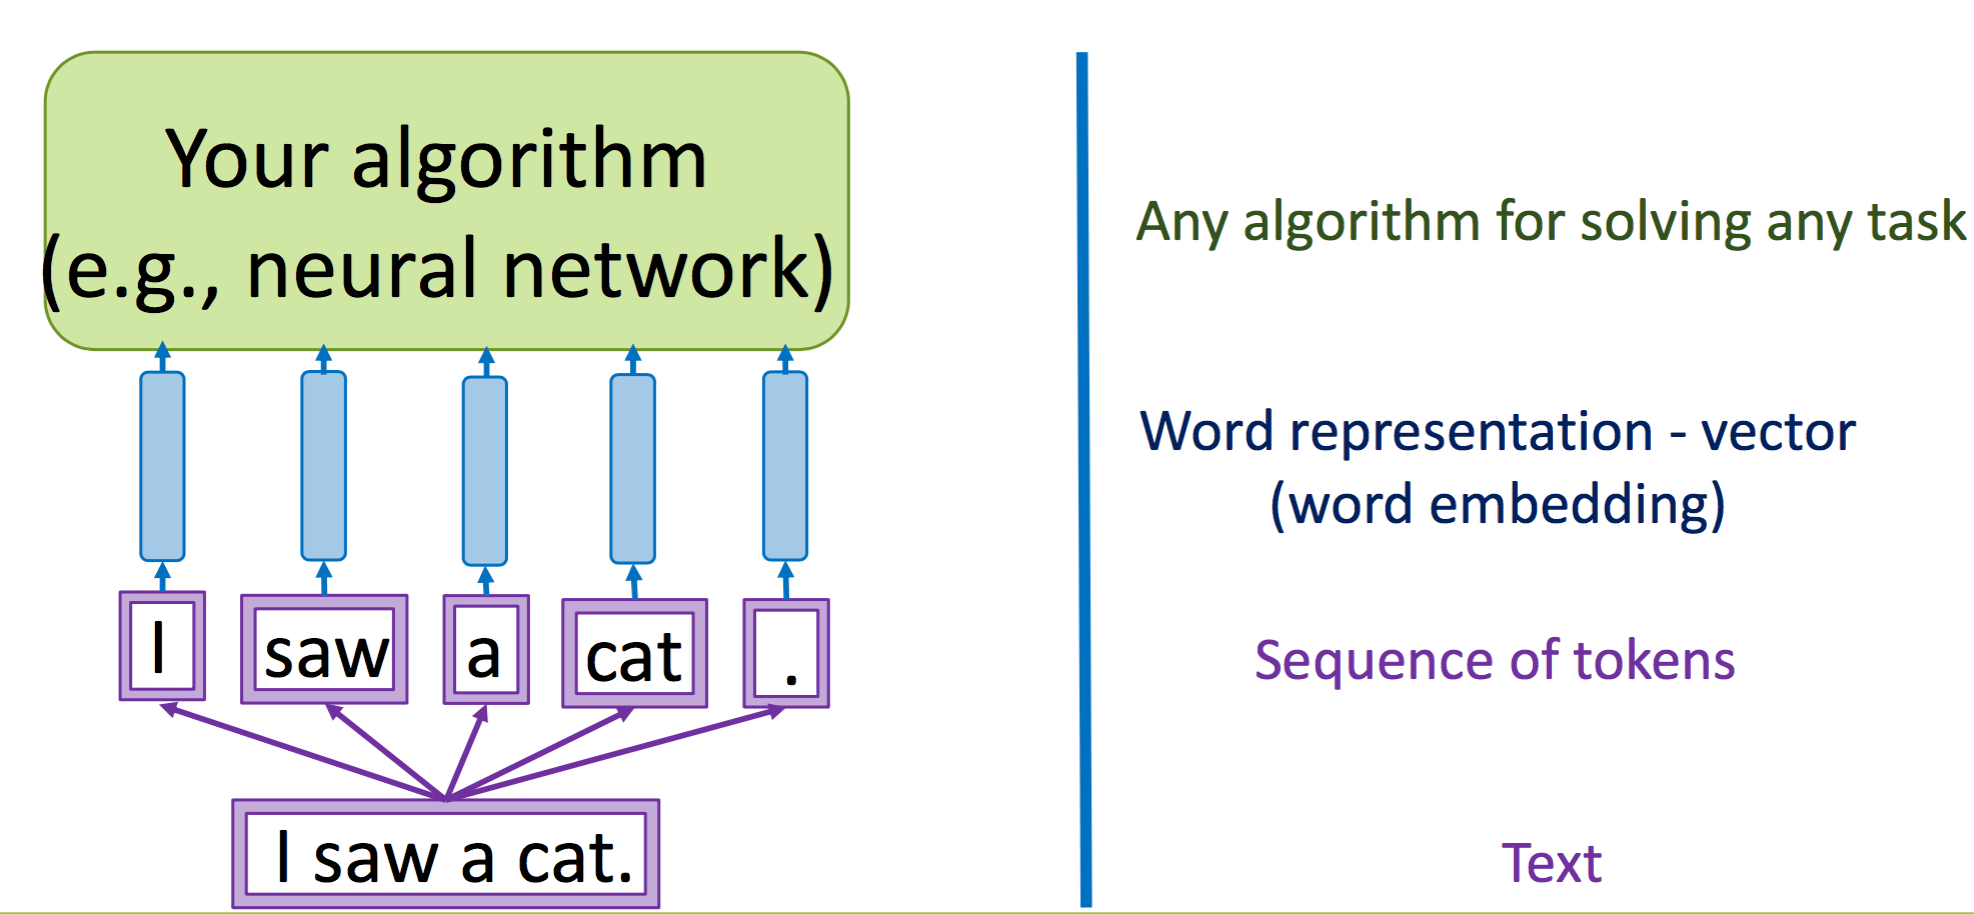 Your algorithm
(e.g., neural network)
Any algorithm for solving any task
Word representation - vector
(word embedding)
I saw a cat .
Sequence of tokens
I saw a cat.
Text